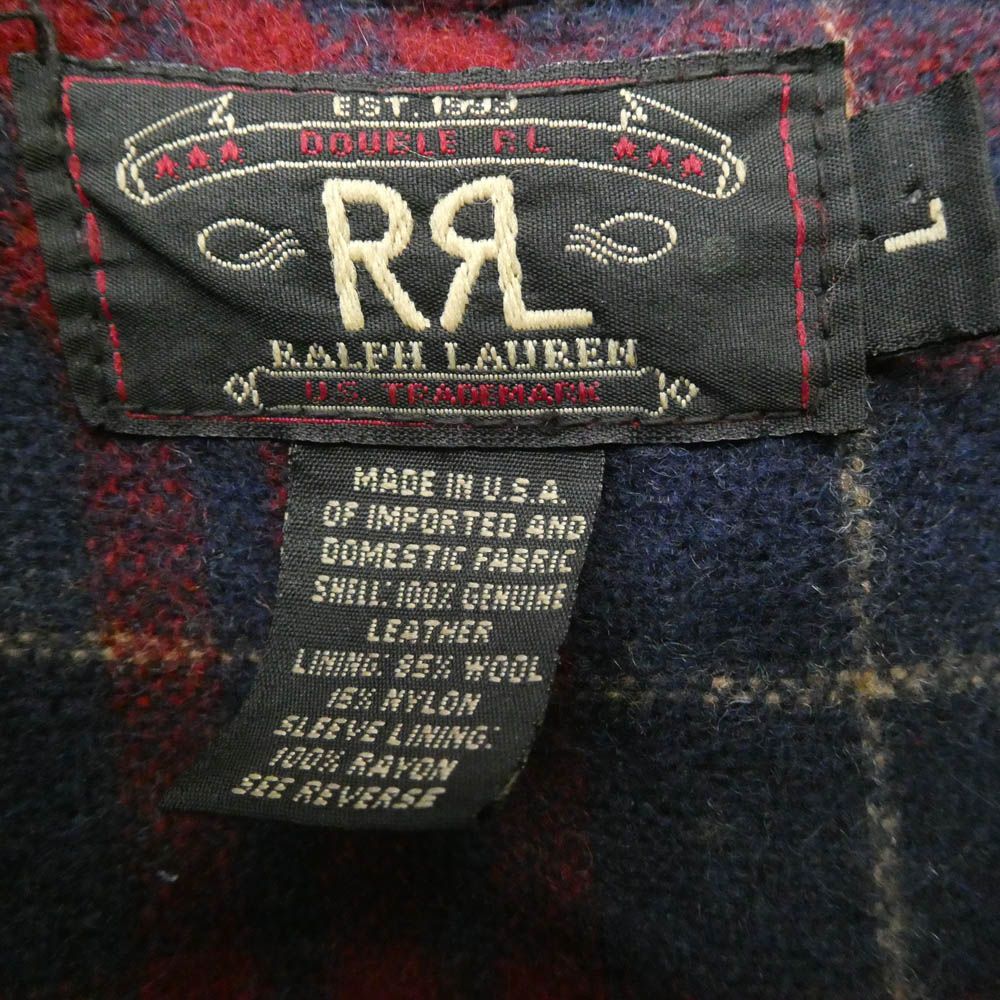 EST. 1993
DOUBLE RL
RRL
RALPH LAUREN
U.S. TRADEMARK
L
MADE IN U.S.A.
OF IMPORTED AND
DOMESTIC FABRIC
SHELL: 100% GENUINE
LEATHER
LINING: 85% WOOL
15% NYLON
SLEEVE LINING:
100% RAYON
SEE REVERSE